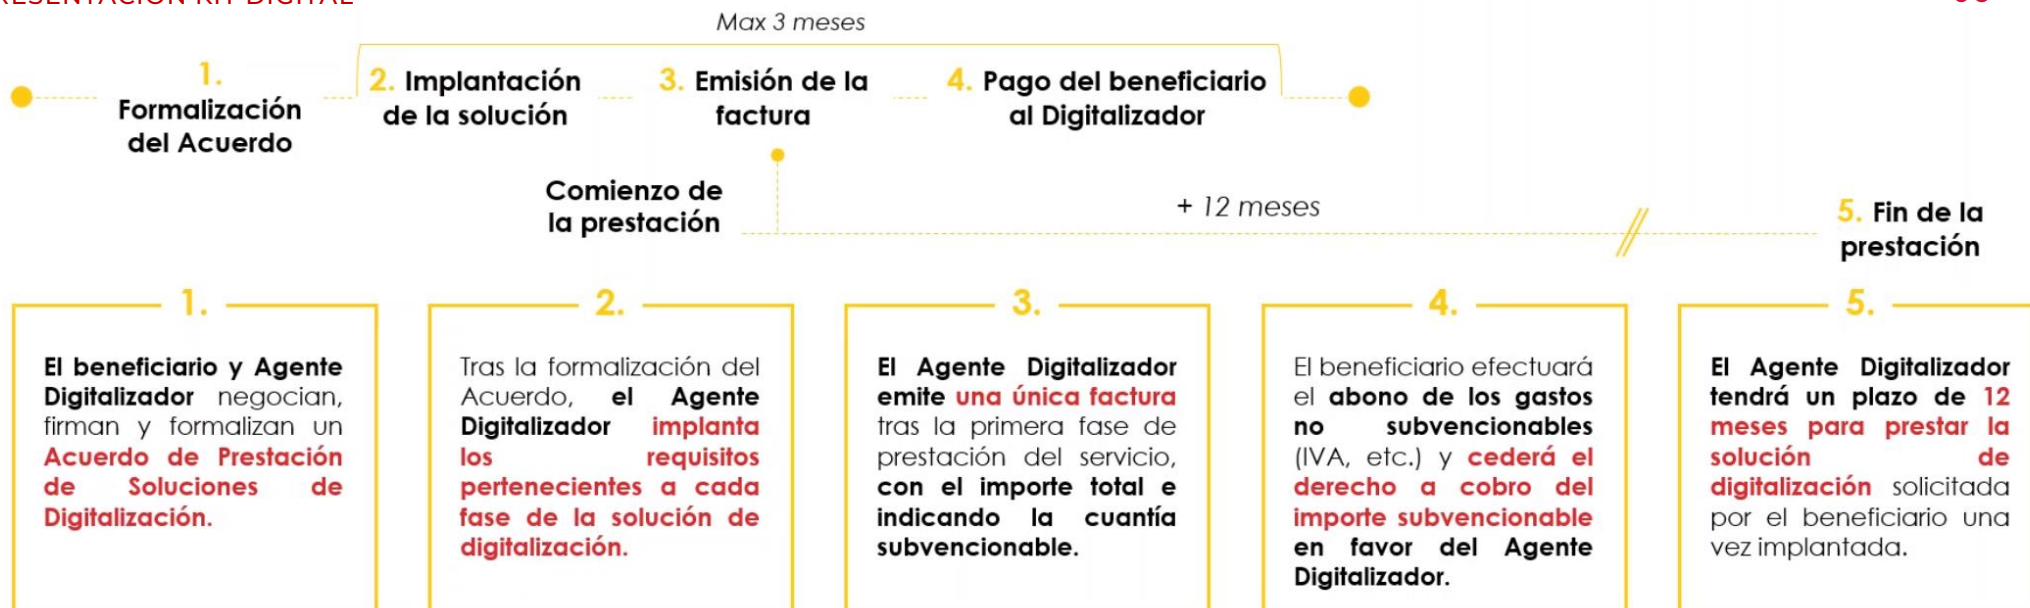 RESENTACIÓN KIT DIGITAL
Max 3 meses
1.
Formalización
del Acuerdo
2. Implantación
de la solución
3. Emisión de la
factura
4. Pago del beneficiario
al Digitalizador
Comienzo de
la prestación
+ 12 meses
5. Fin de la
prestación
1.
El beneficiario y Agente
Digitalizador negocian,
firman y formalizan un
Acuerdo de Prestación
de Soluciones de
Digitalización.
2.
Tras la formalización del
Acuerdo, el Agente
Digitalizador implanta
los requisitos
pertenecientes a cada
fase de la solución de
digitalización.
3.
El Agente Digitalizador
emite una única factura
tras la primera fase de
prestación del servicio,
con el importe total e
indicando la cuantía
subvencionable.
4.
El beneficiario efectuará
el abono de los gastos
no subvencionables
(IVA, etc.) y cederá el
derecho a cobro del
importe subvencionable
en favor del Agente
Digitalizador.
5.
El Agente Digitalizador
tendrá un plazo de 12
meses para prestar la
solución de
digitalización solicitada
por el beneficiario una
vez implantada.